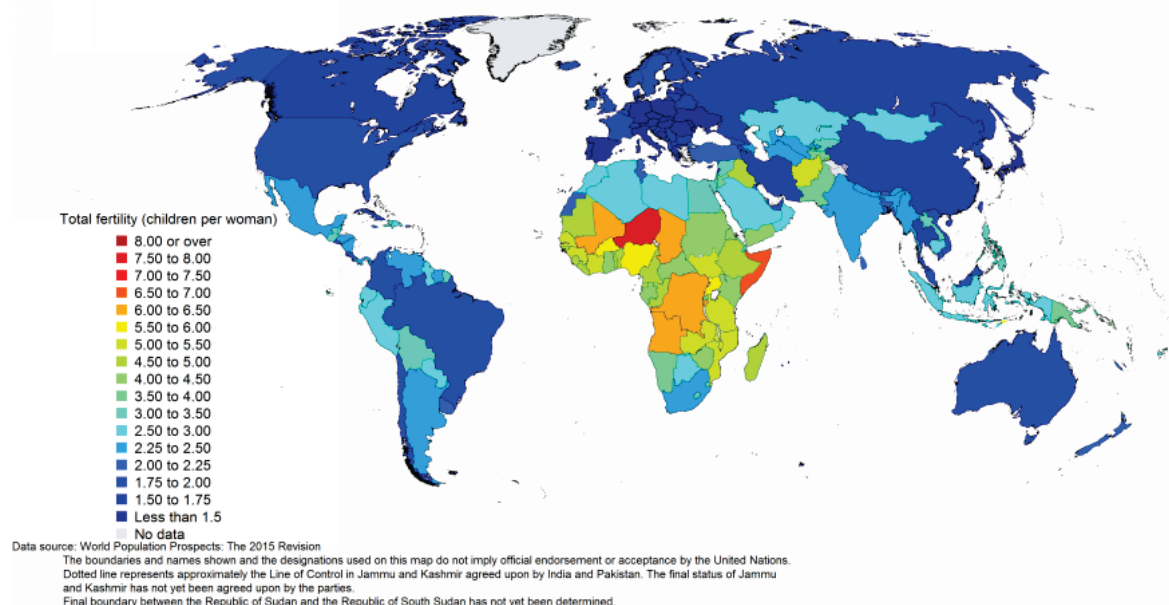 Total fertility (children per woman)
8.00 or over
7.50 to 8.00
7.00 to 7.50
6.50 to 7.00
6.00 to 6.50
5.50 to 6.00
5.00 to 5.50
4.50 to 5.00
4.00 to 4.50
3.50 to 4.00
3.00 to 3.50
2.50 to 3.00
2.25 to 2.50
2.00 to 2.25
1.75 to 2.00
1.50 to 1.75
Less than 1.5
No data
Data source: World Population Prospects: The 2015 Revision
The boundaries and names shown and the designations used on this map do not imply official endorsement or acceptance by the United Nations.
Dotted line represents approximately the Line of Control in Jammu and Kashmir agreed upon by India and Pakistan. The final status of Jammu
and Kashmir has not yet been agreed upon by the parties.
Final boundary between the Republic of Sudan and the Republic of South Sudan has not yet been determined.